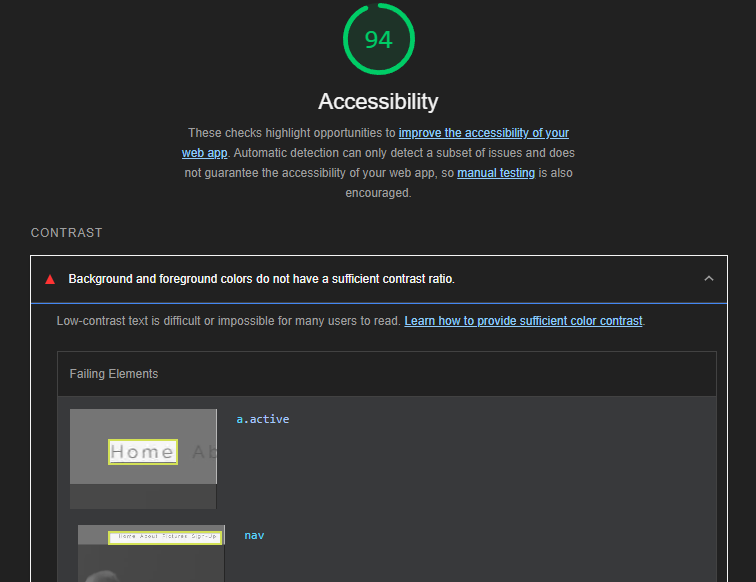 94
Accessibility
These checks highlight opportunities to improve the accessibility of your
web app. Automatic detection can only detect a subset of issues and does
not guarantee the accessibility of your web app, so manual testing is also
encouraged.
CONTRAST
Background and foreground colors do not have a sufficient contrast ratio.
Low-contrast text is difficult or impossible for many users to read. Learn how to provide sufficient color contrast.
Failing Elements
Home Ab
a.active
Home About Pictures Sign-Up
nav